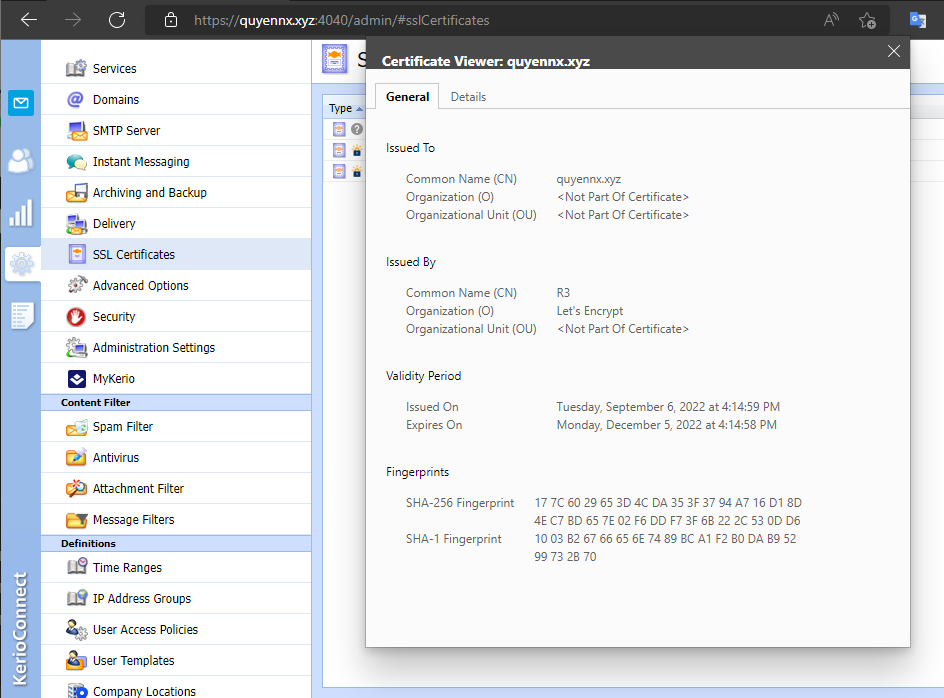 https://quyennx.xyz:4040/admin/#sslCertificates
Services
Domains
SMTP Server
Instant Messaging
Archiving and Backup
Delivery
SSL Certificates
Advanced Options
Security
Administration Settings
MyKerio
Content Filter
Spam Filter
Antivirus
Attachment Filter
Message Filters
Definitions
Time Ranges
IP Address Groups
User Access Policies
User Templates
Company Locations
KerioConnect
S
Type
Certificate Viewer: quyennx.xyz
General Details
Issued To
Common Name (CN) quyennx.xyz
Organization (O) <Not Part Of Certificate>
Organizational Unit (OU) <Not Part Of Certificate>
Issued By
Common Name (CN) R3
Organization (O) Let's Encrypt
Organizational Unit (OU) <Not Part Of Certificate>
Validity Period
Issued On Tuesday, September 6, 2022 at 4:14:59 PM
Expires On Monday, December 5, 2022 at 4:14:58 PM
Fingerprints
SHA-256 Fingerprint 17 7C 60 29 65 3D 4C DA 35 3F 37 94 A7 16 D1 8D
4E C7 BD 65 7E 02 F6 DD F7 3F 6B 22 2C 53 0D D6
SHA-1 Fingerprint 10 03 B2 67 66 65 6E 74 89 BC A1 F2 B0 DA B9 52
99 73 2B 70